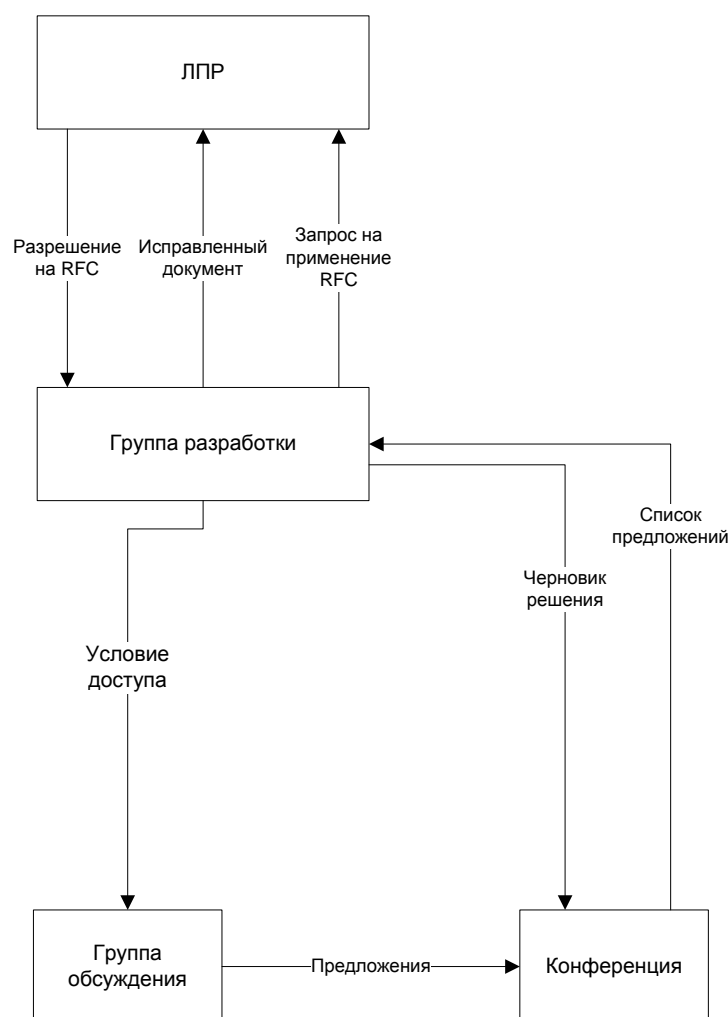 ЛПР
Разрешение
на RFC
Исправленный
документ
Запрос на
применение
RFC
Группа разработки
Список
предложений
Черновик
решения
Условие
доступа
Группа
обсуждения
Предложения
Конференция